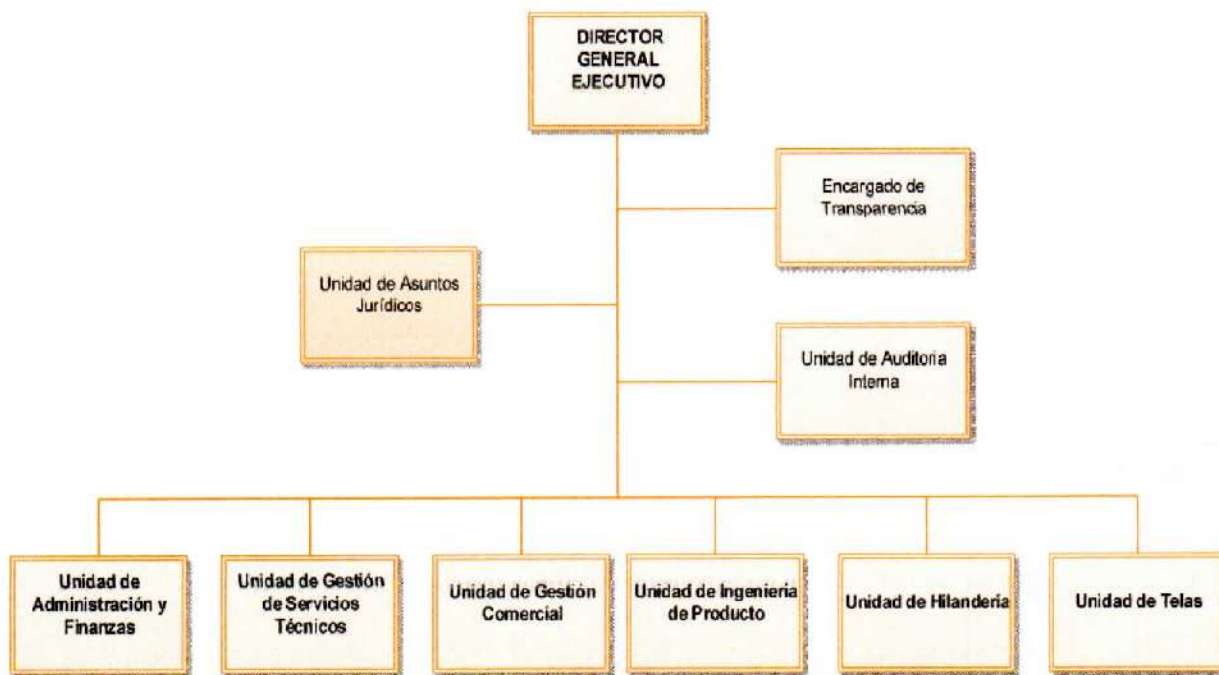 DIRECTOR
GENERAL
EJECUTIVO
Encargado de
Transparencia
Unidad de Asuntos
Jurídicos
Unidad de Auditoria
Interna
Unidad de
Administración y
Finanzas
Unidad de Gestión
de Servicios
Técnicos
Unidad de Gestión
Comercial
Unidad de Ingeniería
de Producto
Unidad de Hilandería
Unidad de Telas